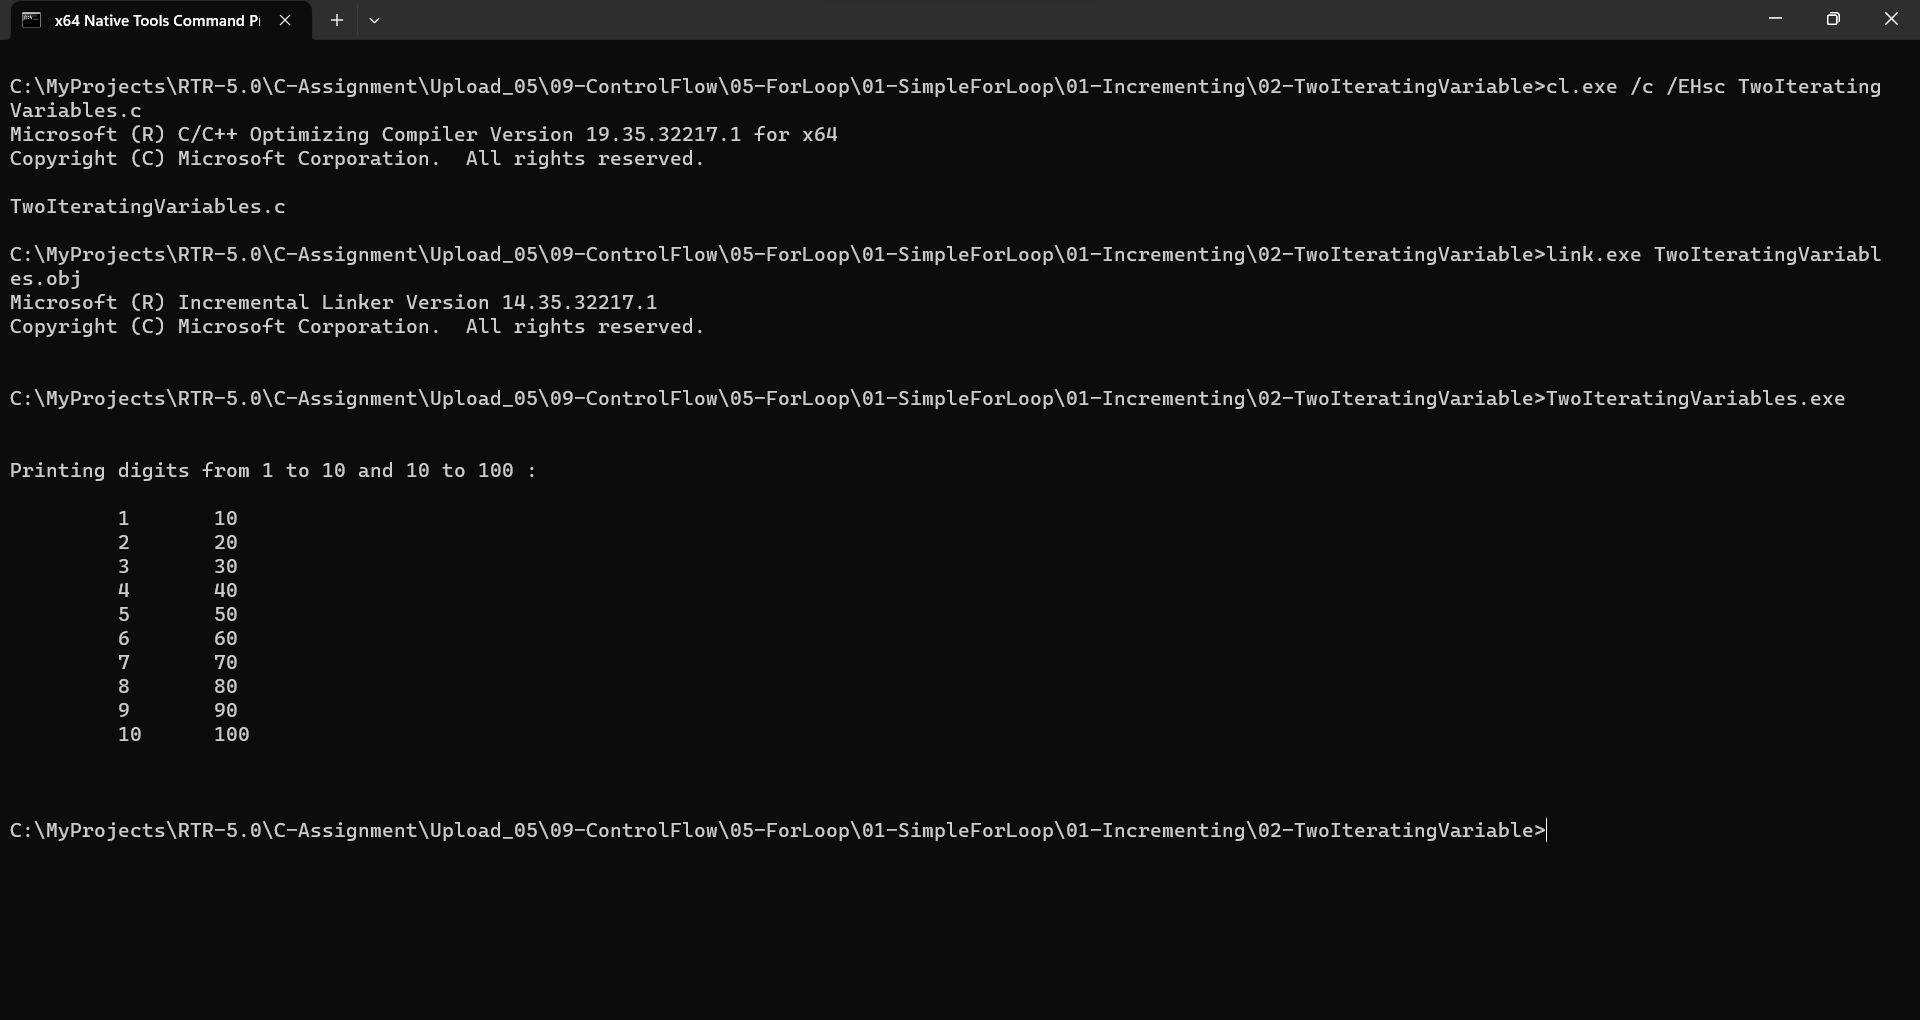 x64 Native Tools Command P
C:\MyProjects\RTR-5.0\C-Assignment\Upload_05\09-ControlFlow\05-ForLoop\01-SimpleForLoop\01-Incrementing\02-TwoIteratingVariable>cl.exe /c /EHsc TwoIterating
Variables.c
Microsoft (R) C/C++ Optimizing Compiler Version 19.35.32217.1 for x64
Copyright (C) Microsoft Corporation.  All rights reserved.
TwoIteratingVariables.c
C:\MyProjects\RTR-5.0\C-Assignment\Upload_05\09-ControlFlow\05-ForLoop\01-SimpleForLoop\01-Incrementing\02-TwoIteratingVariable>link.exe TwoIteratingVariabl
es.obj
Microsoft (R) Incremental Linker Version 14.35.32217.1
Copyright (C) Microsoft Corporation.  All rights reserved.
C:\MyProjects\RTR-5.0\C-Assignment\Upload_05\09-ControlFlow\05-ForLoop\01-SimpleForLoop\01-Incrementing\02-TwoIteratingVariable>TwoIteratingVariables.exe
Printing digits from 1 to 10 and 10 to 100 :
1	10
2	20
3	30
4	40
5	50
6	60
7	70
8	80
9	90
10	100
C:\MyProjects\RTR-5.0\C-Assignment\Upload_05\09-ControlFlow\05-ForLoop\01-SimpleForLoop\01-Incrementing\02-TwoIteratingVariable>